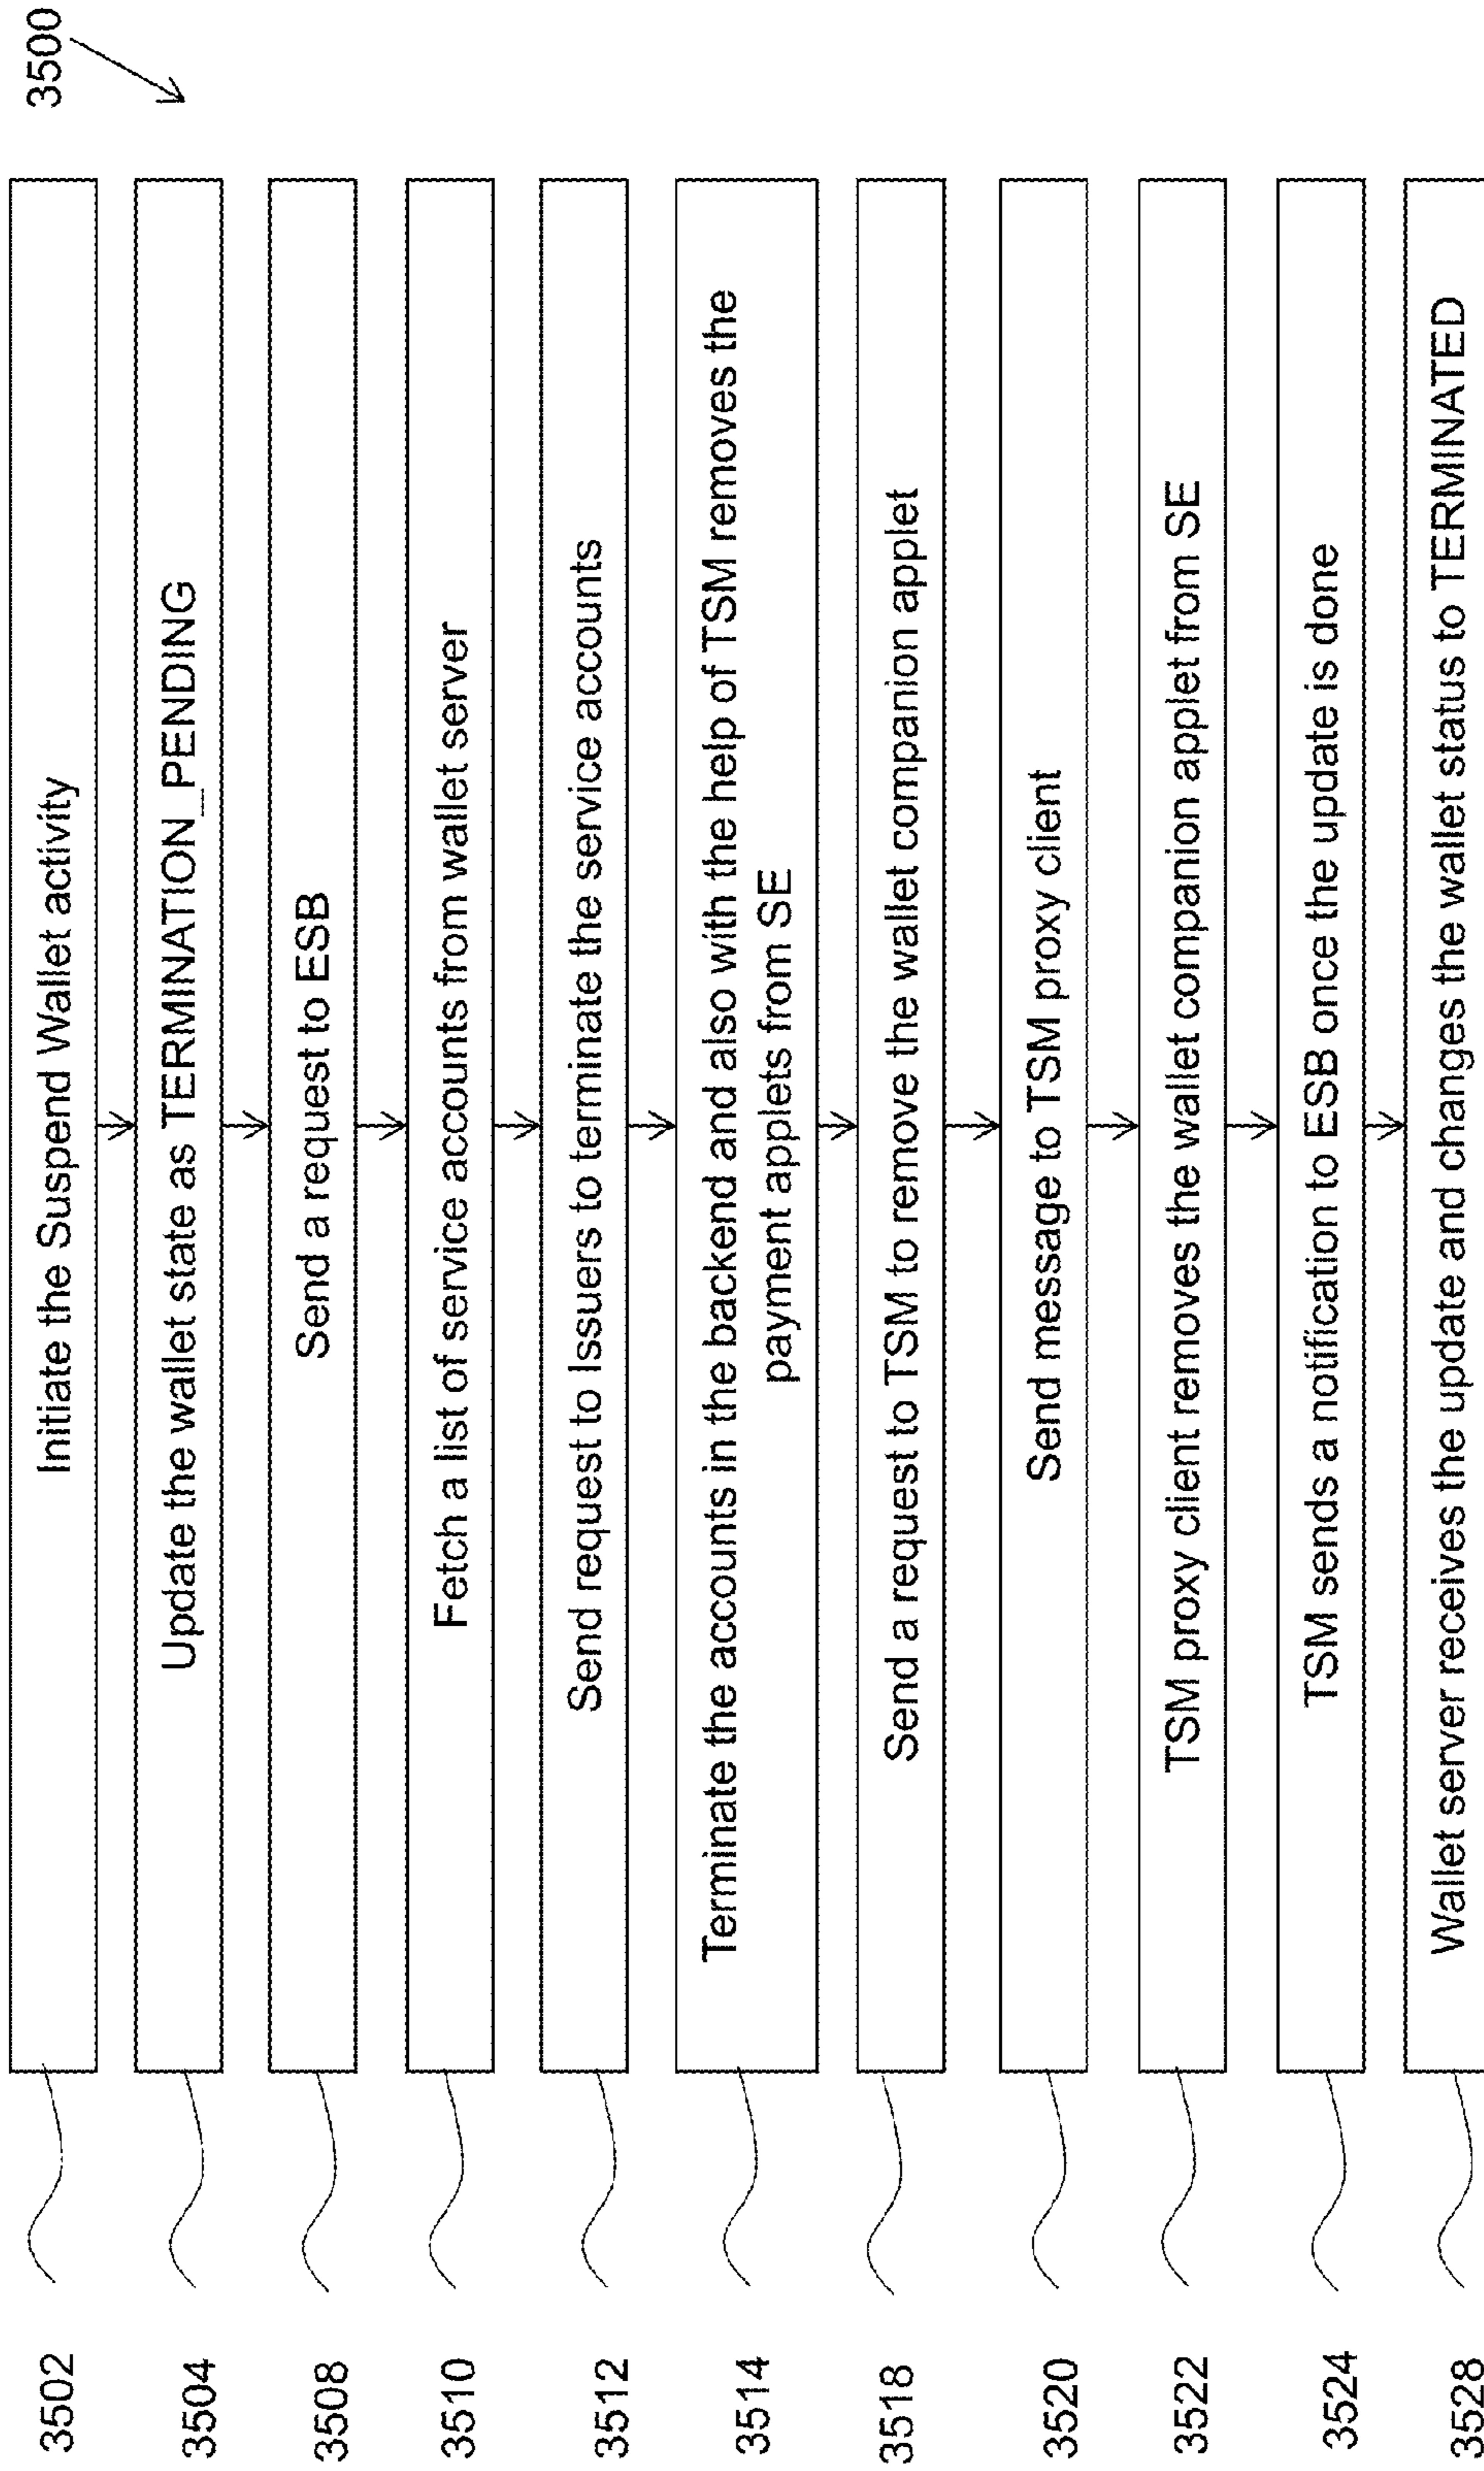 3500
3502
Initiate the Suspend Wallet activity
3504
Update the wallet state as TERMINATION_PENDING
3508
Send a request to ESB
3510
Fetch a list of service accounts from wallet server
3512
Send request to Issuers to terminate the service accounts
3514
Terminate the accounts in the backend and also with the help of TSM removes the
payment applets from SE
3518
Send a request to TSM to remove the wallet companion applet
3520
Send message to TSM proxy client
3522
TSM proxy client removes the wallet companion applet from SE
3524
TSM sends a notification to ESB once the update is done
3528
Wallet server receives the update and changes the wallet status to TERMINATED